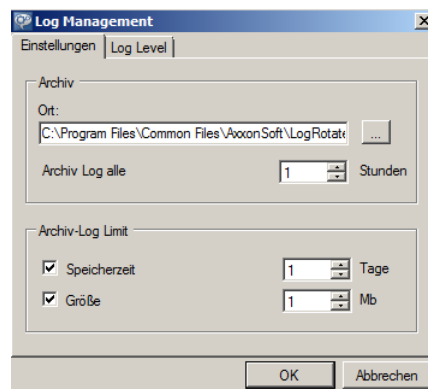 Log Management
Einstellungen Log Level
Archiv
Ort:
C:\Program Files\Common Files\AxxonSoft\LogRotate ...
Archiv Log alle 1 Stunden
Archiv-Log Limit
Speicherzeit 1 Tage
Größe 1 Mb
OK Abbrechen